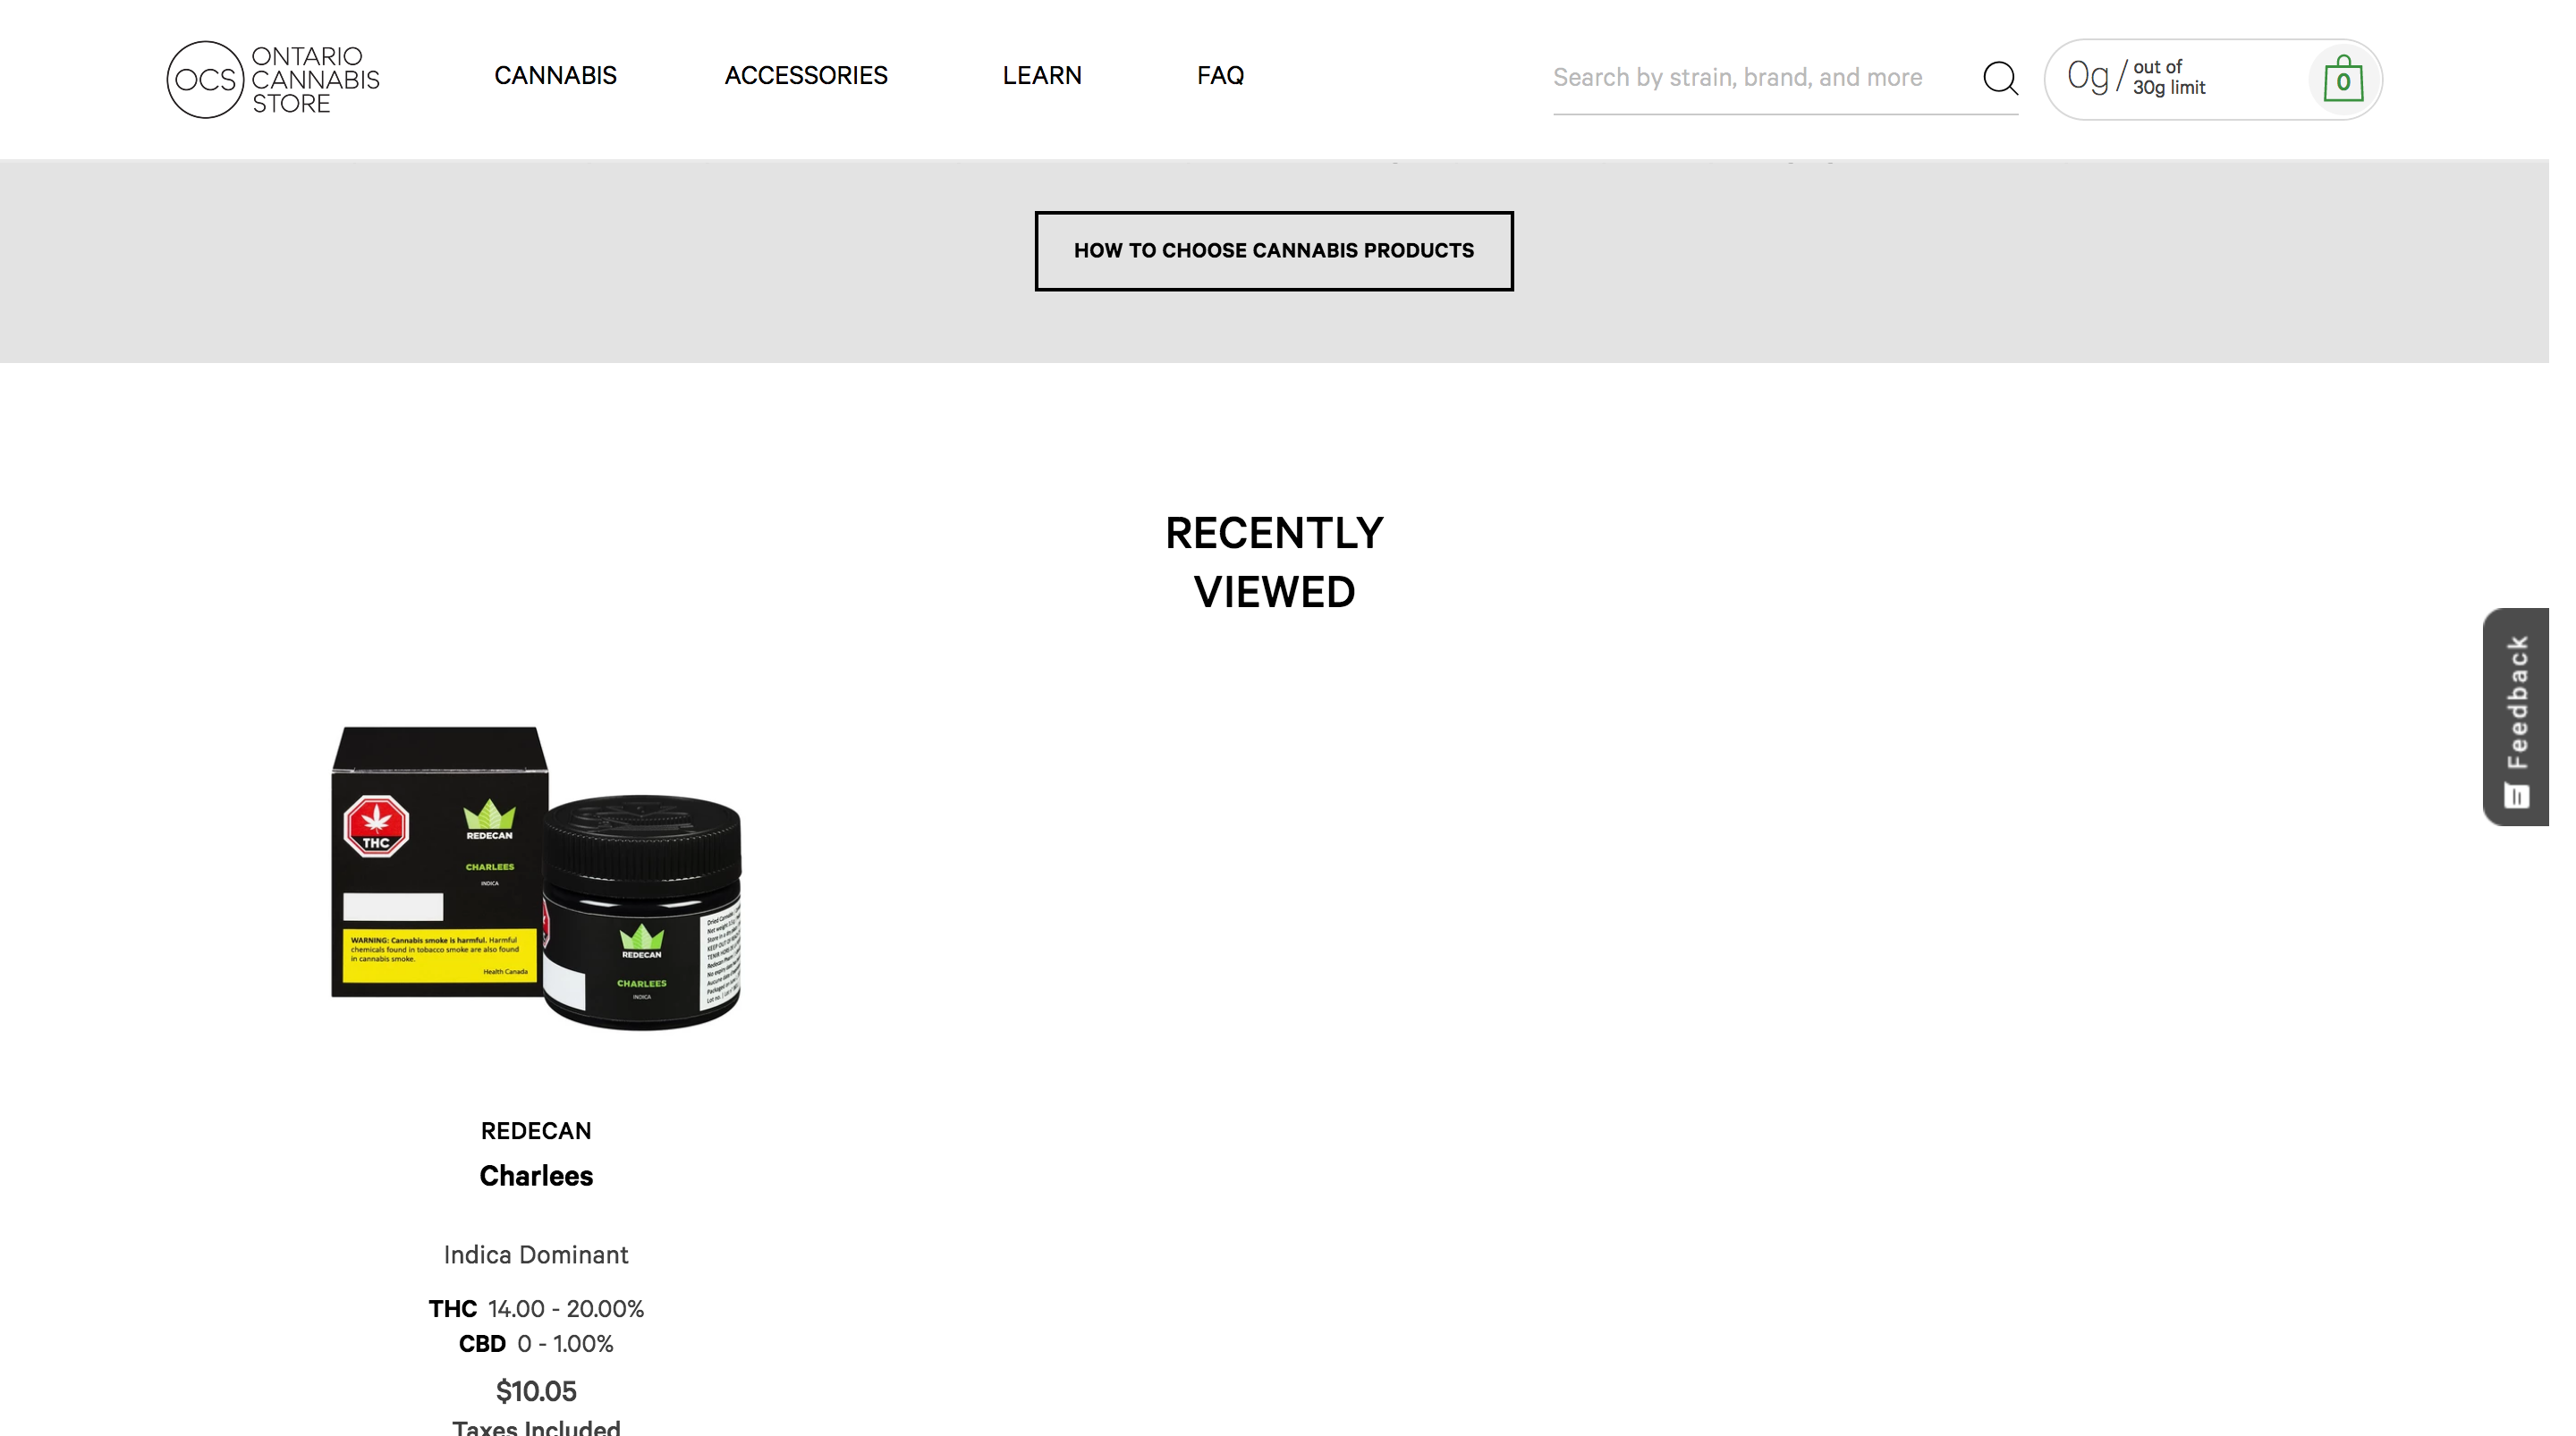 OCS
ONTARIO
CANNABIS
STORE
CANNABIS
ACCESSORIES
LEARN
FAQ
Search by strain, brand, and more
0g / out of
30g limit
0
HOW TO CHOOSE CANNABIS PRODUCTS
RECENTLY
VIEWED
Feedback
THC
REDECAN
CHARLEES
INDICA
WARNING: Cannabis smoke is harmful. Harmful
chemicals found in tobacco smoke are also found
in cannabis smoke.
Health Canada
REDECAN
CHARLEES
INDICA
REDECAN
Charlees
Indica Dominant
THC 14.00 - 20.00%
CBD 0 - 1.00%
$10.05
Taxes Included